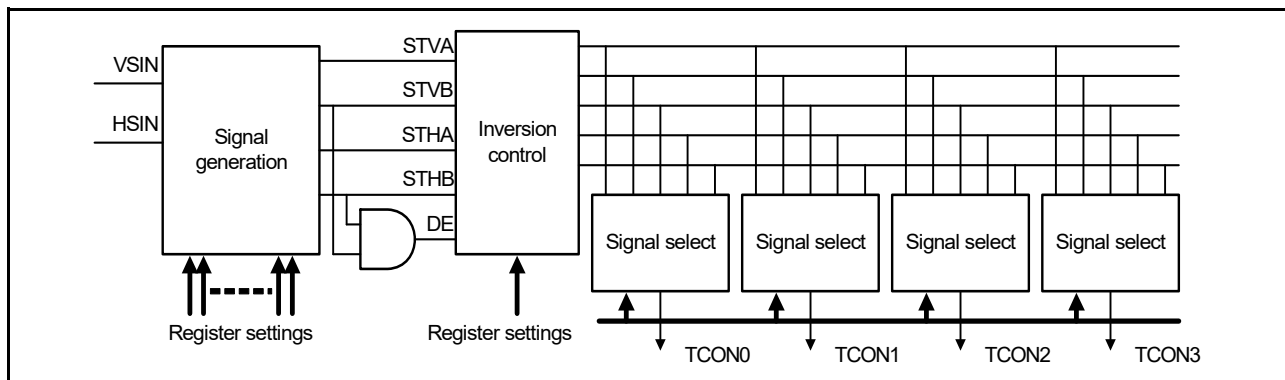 VSIN
HSIN
Signal
generation
STVA
STVB
STHA
STHB
DE
Inversion
control
Signal select
Signal select
Signal select
Signal select
Register settings
Register settings
TCON0
TCON1
TCON2
TCON3